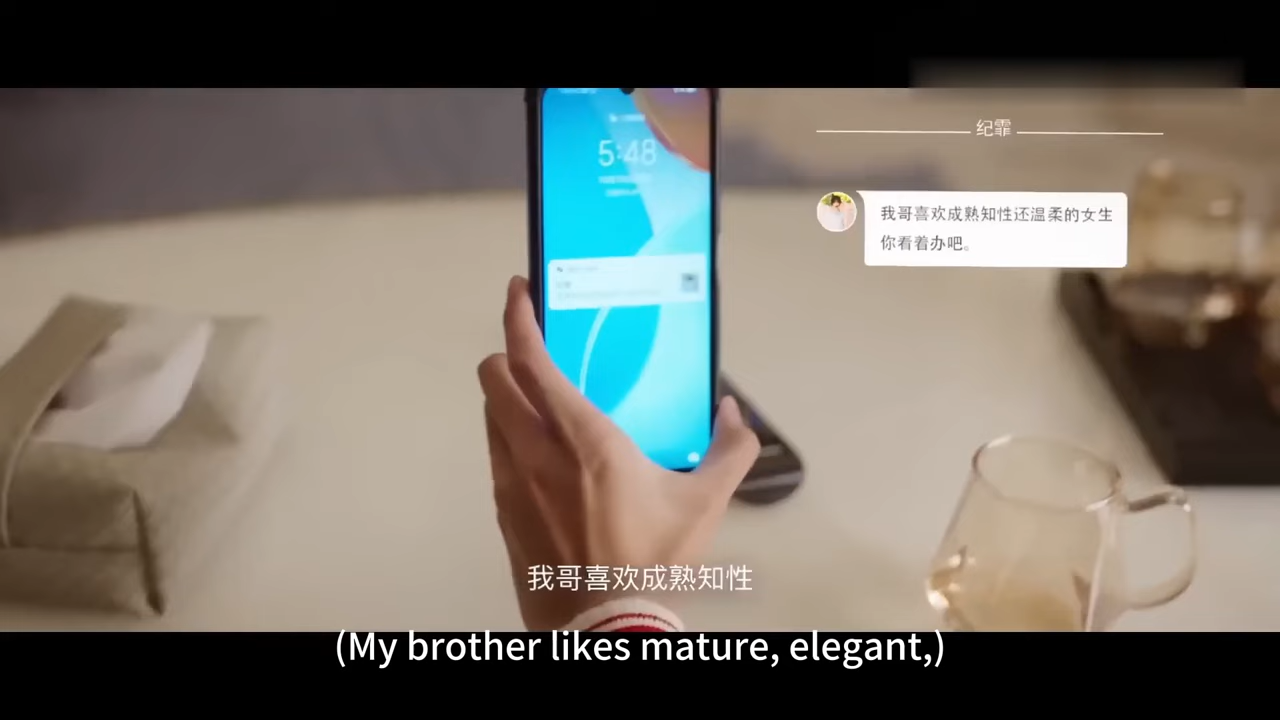 纪霏
5:48
我哥喜欢成熟知性还温柔的女生
你看着办吧。
我哥喜欢成熟知性
(My brother likes mature, elegant,)